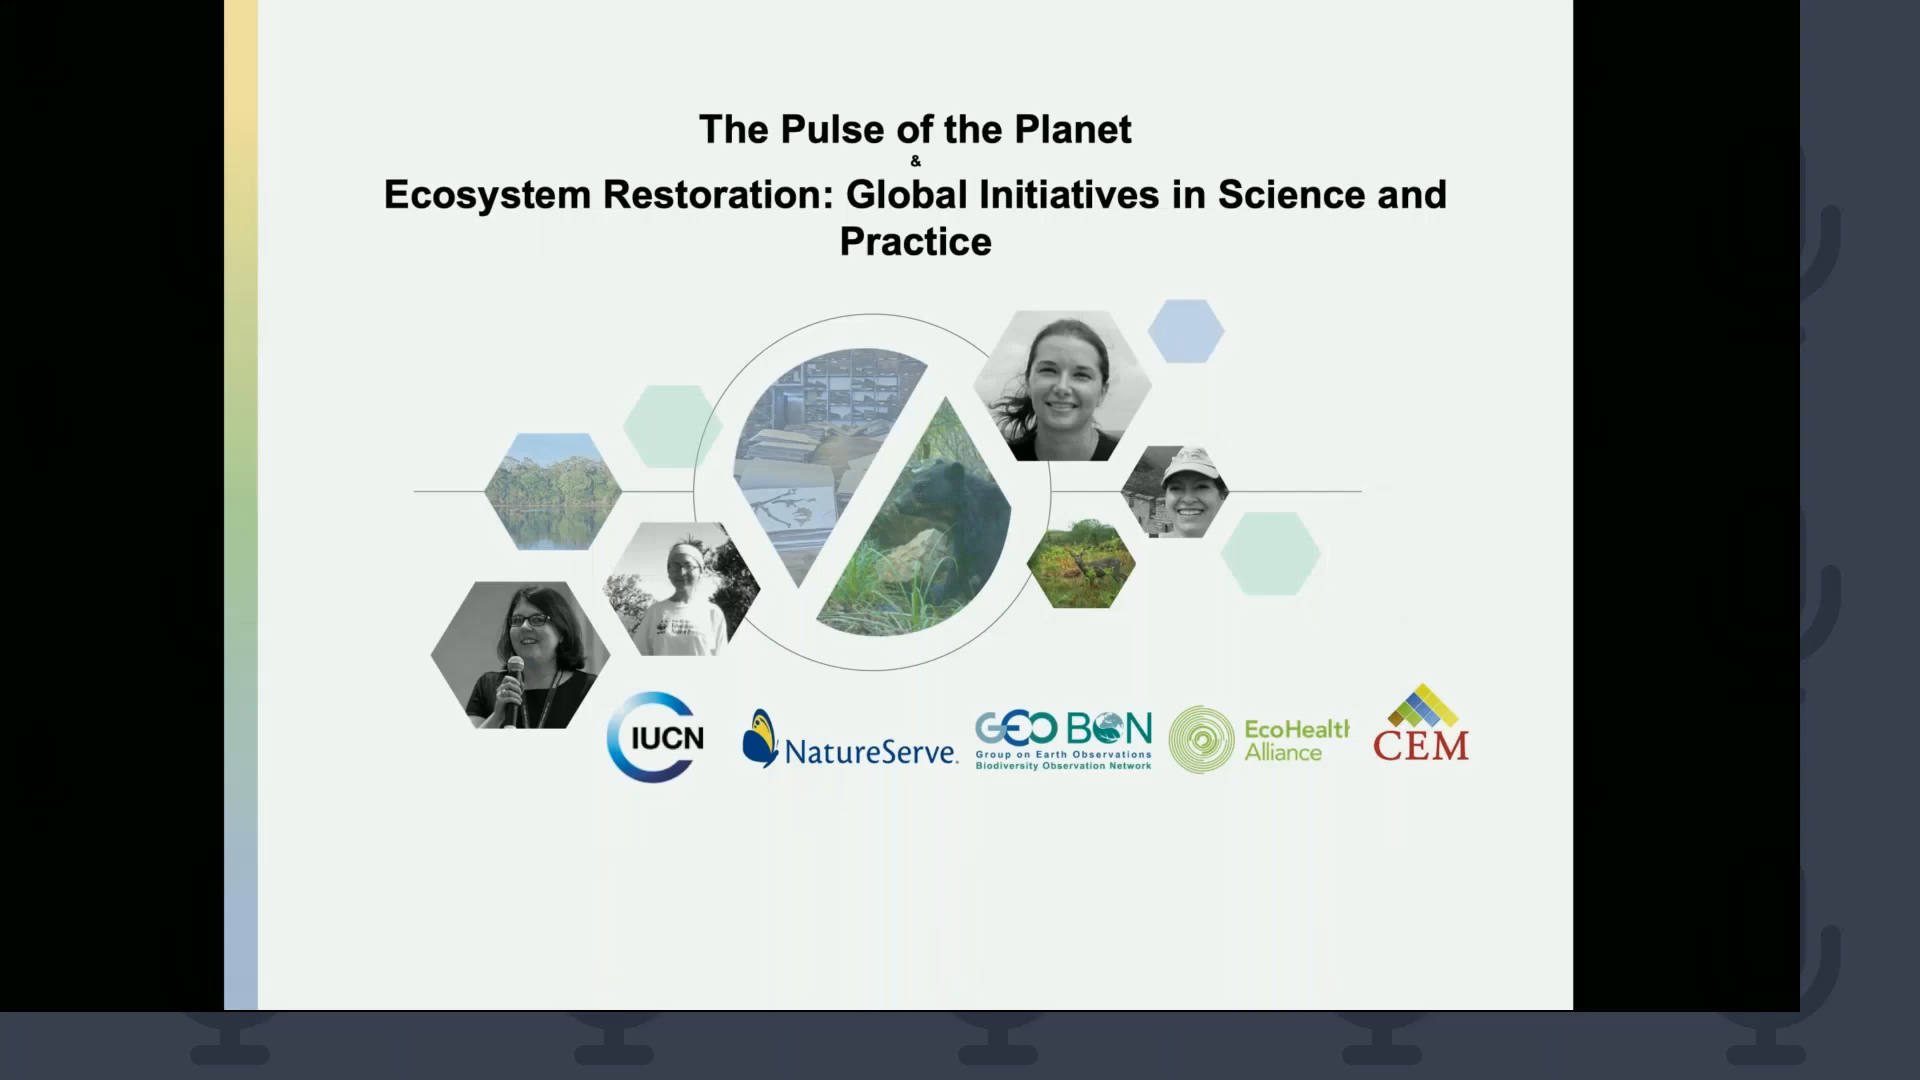 The Pulse of the Planet
&
Ecosystem Restoration: Global Initiatives in Science and
Practice
IUCN
NatureServe.
GEO BON
Group on Earth Observations
Biodiversity Observation Network
EcoHealth
Alliance
CEM